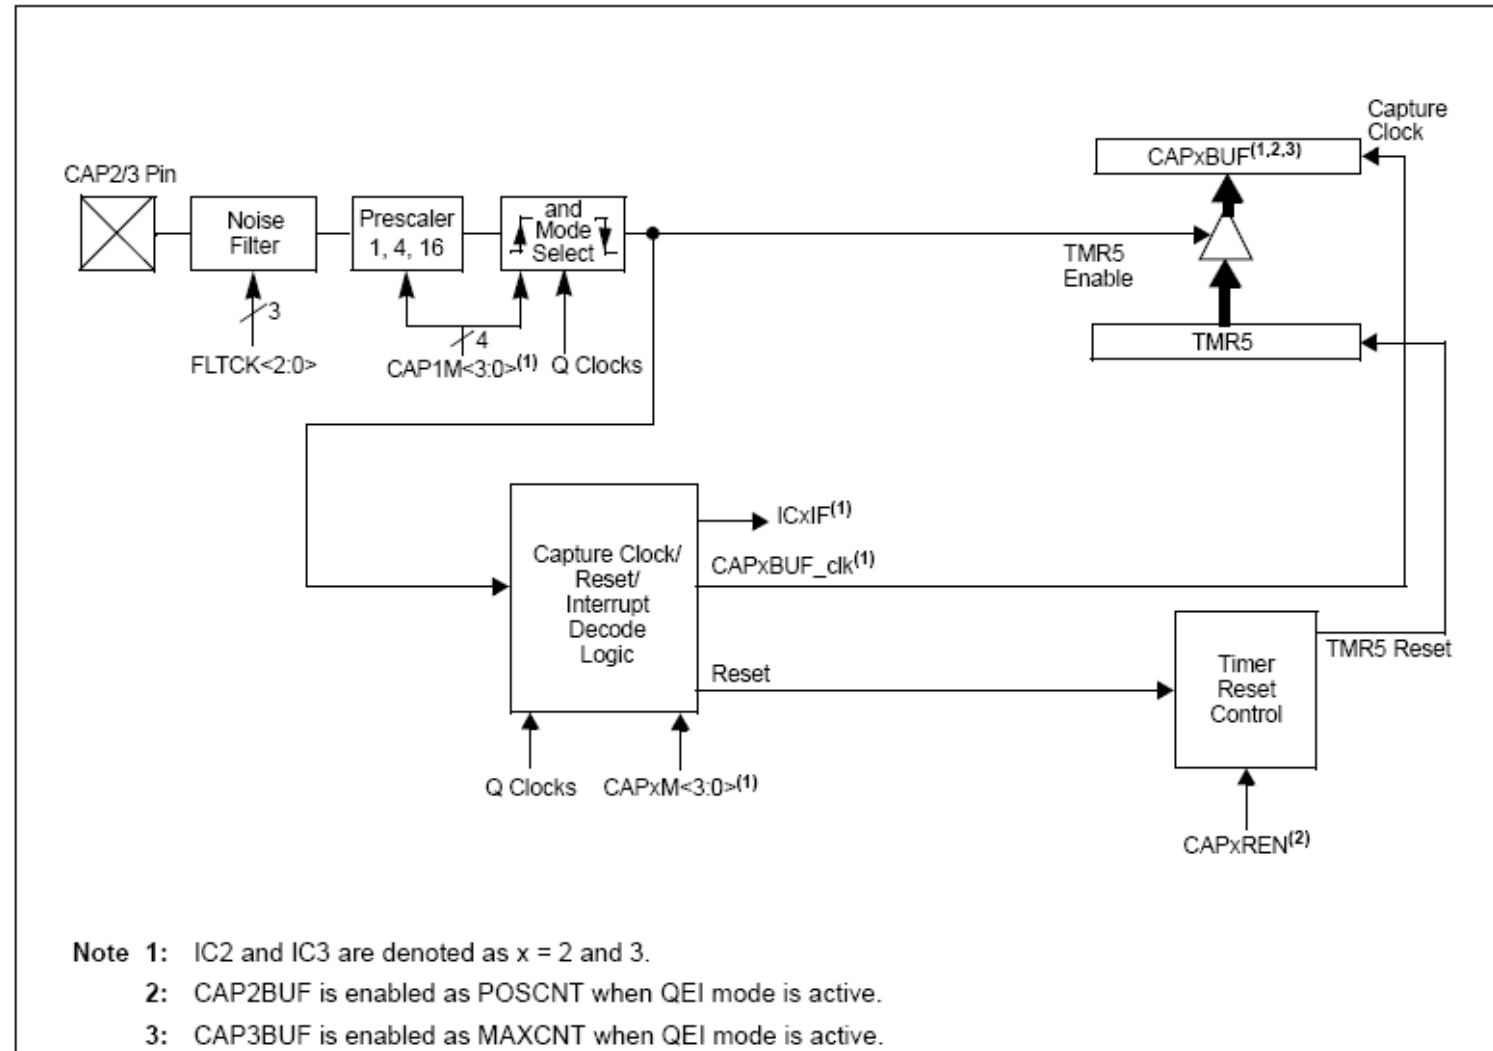 Capture
Clock
CAPxBUF(1,2,3)
CAP2/3 Pin
Noise
Filter
Prescaler
1, 4, 16
and
Mode
Select
TMR5
Enable
3
4
TMR5
FLTCK<2:0>
CAP1M<3:0>(1)
Q Clocks
ICxIF(1)
Capture Clock/
Reset/
Interrupt
Decode
Logic
CAPxBUF_clk(1)
Reset
TMR5 Reset
Timer
Reset
Control
Q Clocks
CAPxM<3:0>(1)
CAPxREN(2)
Note 1: IC2 and IC3 are denoted as x = 2 and 3.
2: CAP2BUF is enabled as POSCNT when QEI mode is active.
3: CAP3BUF is enabled as MAXCNT when QEI mode is active.